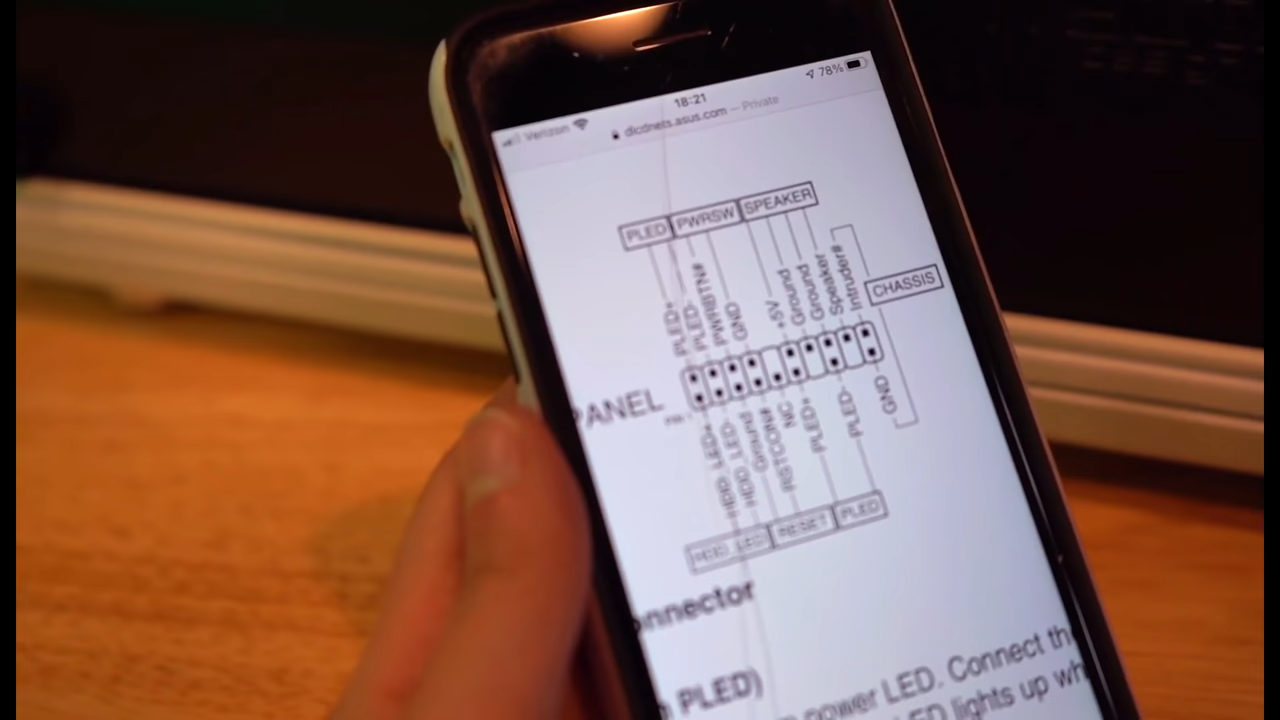 Verizon 18:21 78%
dlcdnets.asus.com — Private
PLED PWRSW SPEAKER
PLED+
PLED-
PWRBTN#
GND
+5V
Ground
Ground
Speaker
Intruder#
CHASSIS
PANEL
HDD_LED+
HDD_LED-
Ground
RSTCON#
NC
PLED+
PLED-
GND
HDD_LED RESET PLED
onnector
PLED)
power LED. Connect th
LED lights up wh